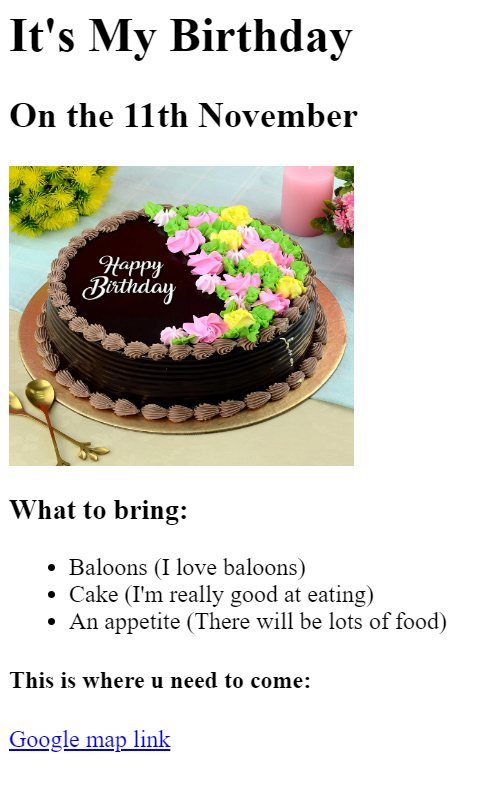 It's My Birthday
On the 11th November
Happy
Birthday
What to bring:
Baloons (I love baloons)
Cake (I'm really good at eating)
An appetite (There will be lots of food)
This is where u need to come:
Google map link